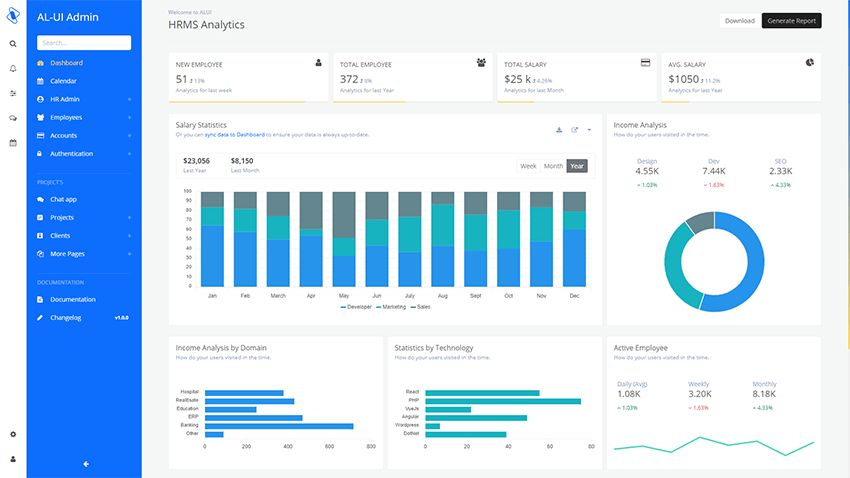 AL-UI Admin
Search...
Dashboard
Calendar
HR Admin
Employees
Accounts
Authentication
PROJECT'S
Chat app
Projects
Clients
More Pages
DOCUMENTATION
Documentation
Changelog v1.0.0
Welcome to ALUI
HRMS Analytics
Download
Generate Report
NEW EMPLOYEE
51 13%
Analytics for last week
TOTAL EMPLOYEE
372 8%
Analytics for last Year
TOTAL SALARY
$25 k 4.26%
Analytics for last Month
AVG. SALARY
$1050 11.2%
Analytics for last Year
Salary Statistics
Or you can sync data to Dashboard to ensure your data is always up-to-date.
$23,056 $8,150
Last Year Last Month
Week Month Year
100
90
80
70
60
50
40
30
20
10
0
Jan Feb March Apr May Jun July Aug Sept Oct Nov Dec
Developer Marketing Sales
Income Analysis
How do your users visited in the time.
Design Dev SEO
4.55K 7.44K 2.33K
1.03% 1.63% 4.33%
Income Analysis by Domain
How do your users visited in the time.
Hospital
RealEsate
Education
ERP
Banking
Other
0 200 400 600 800
Statistics by Technology
How do your users visited in the time.
React
PHP
VueJs
Angular
Wordpress
DotNet
0 20 40 60 80
Active Employee
How do your users visited in the time.
Daily (Avg) Weekly Monthly
1.08K 3.20K 8.18K
1.03% 1.63% 4.33%